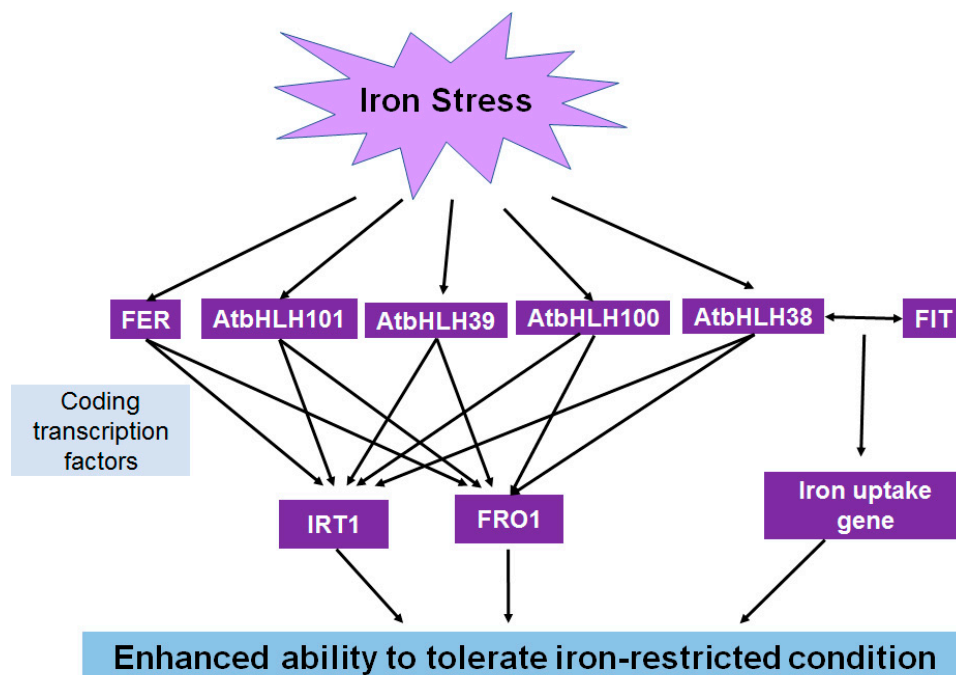 Iron Stress
FER
AtbHLH101
AtbHLH39
AtbHLH100
AtbHLH38
FIT
Coding
transcription
factors
IRT1
FRO1
Iron uptake
gene
Enhanced ability to tolerate iron-restricted condition